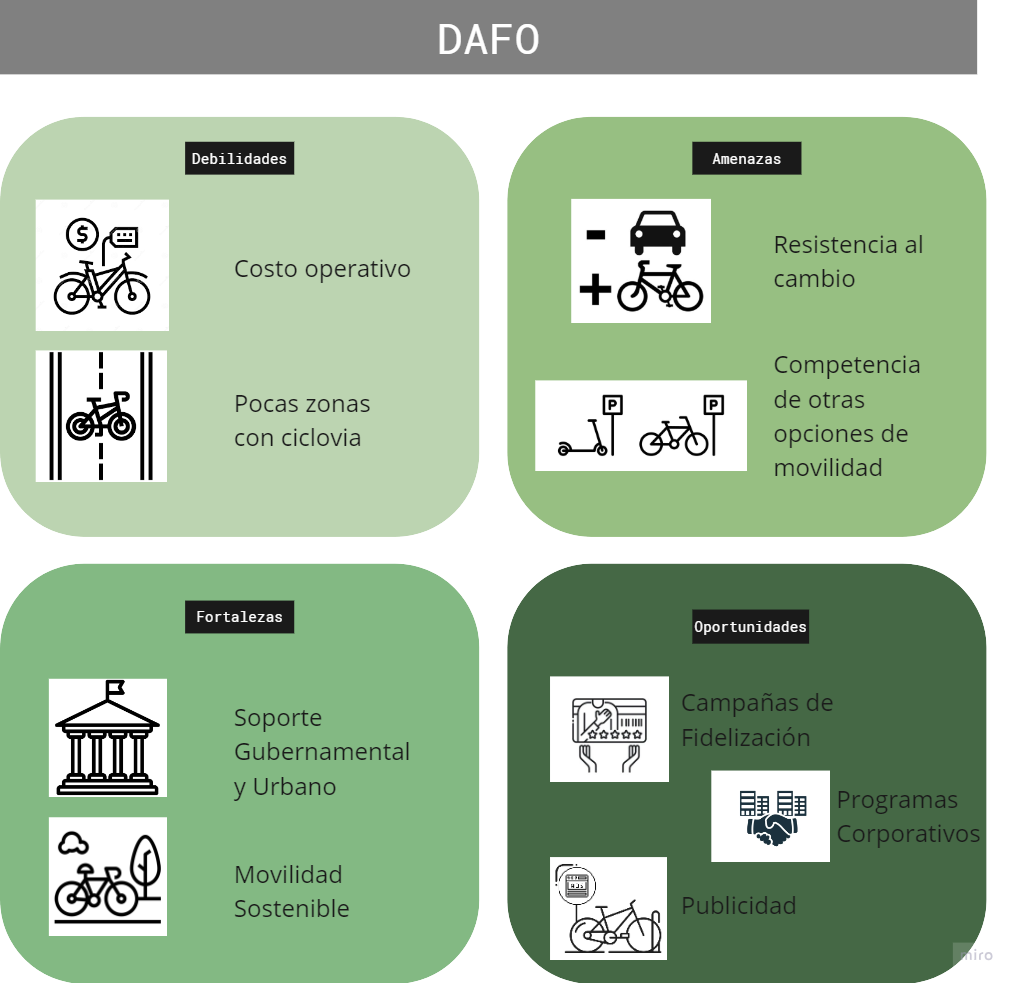 DAFO
Debilidades
$
Costo operativo
Pocas zonas
con ciclovia
Amenazas
Resistencia al
cambio
P
P
Competencia
de otras
opciones de
movilidad
Fortalezas
Soporte
Gubernamental
y Urbano
Movilidad
Sostenible
Oportunidades
Campañas de
Fidelización
Programas
Corporativos
Publicidad
miro